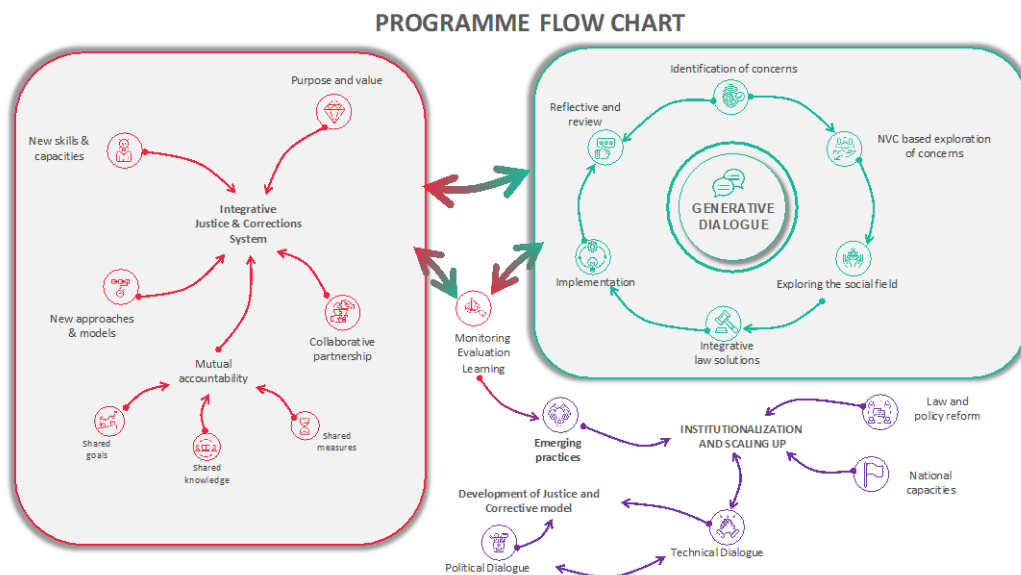 PROGRAMME FLOW CHART
Purpose and value
New skills &
capacities
Integrative
Justice & Corrections
System
New approaches
& models
Collaborative
partnership
Mutual
accountability
Shared
goals
Shared
knowledge
Shared
measures
Identification of concerns
Reflective and
review
NVC based exploration
of concerns
GENERATIVE
DIALOGUE
Implementation
Exploring the social field
Integrative
law solutions
Monitoring
Evaluation
Learning
Emerging
practices
INSTITUTIONALIZATION
AND SCALING UP
Law and
policy reform
National
capacities
Development of Justice and
Corrective model
Political Dialogue
Technical Dialogue